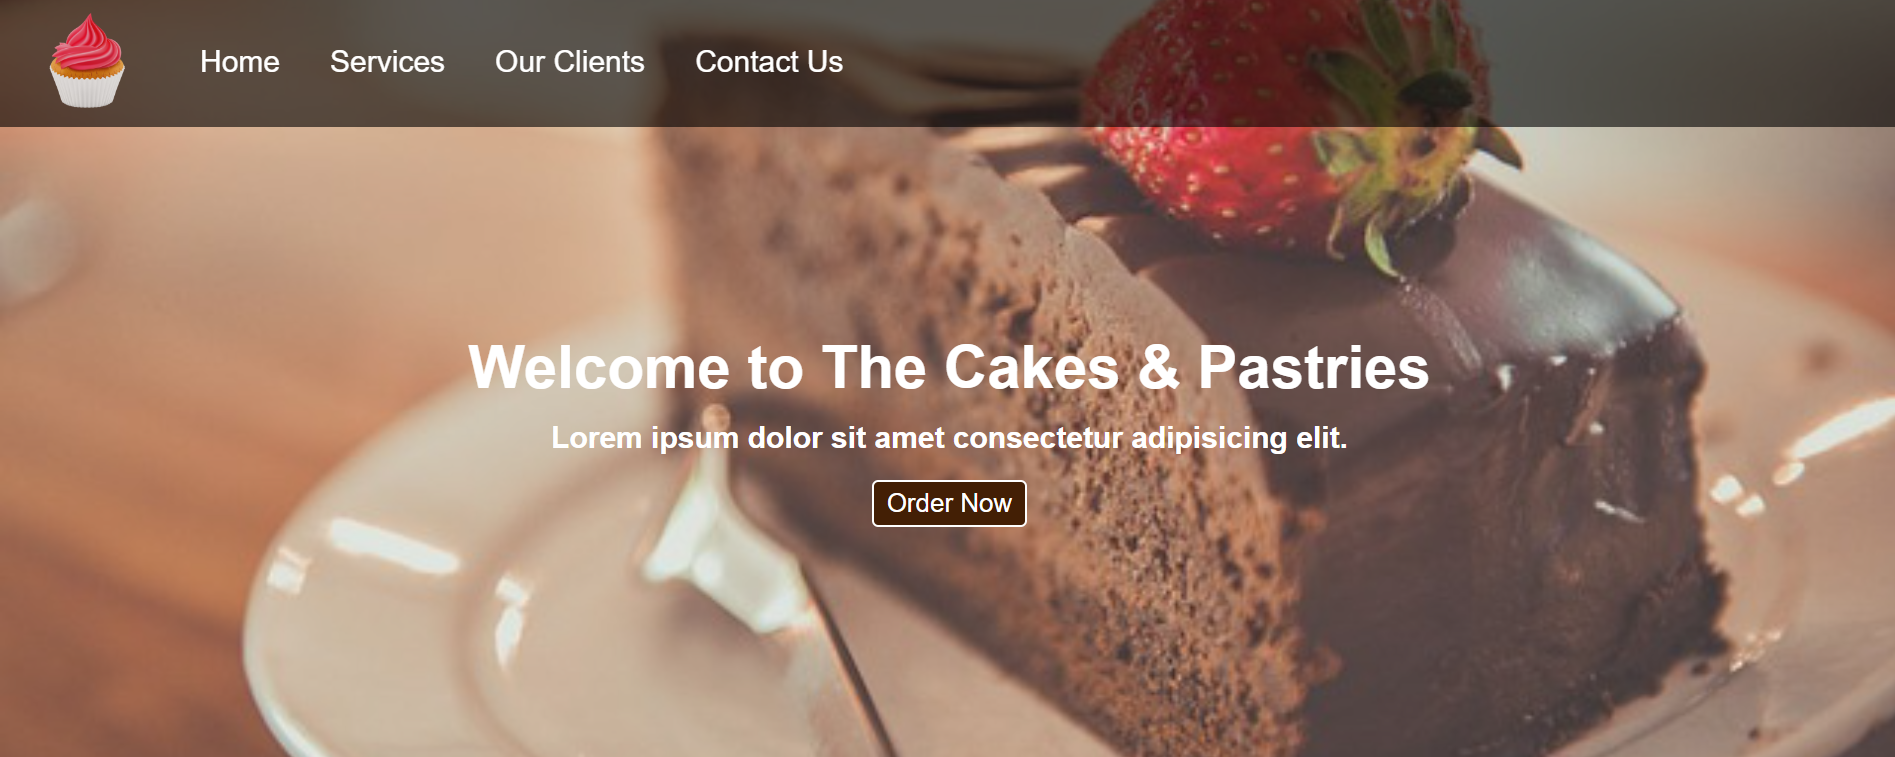 Home Services Our Clients Contact Us
Welcome to The Cakes & Pastries
Lorem ipsum dolor sit amet consectetur adipisicing elit.
Order Now